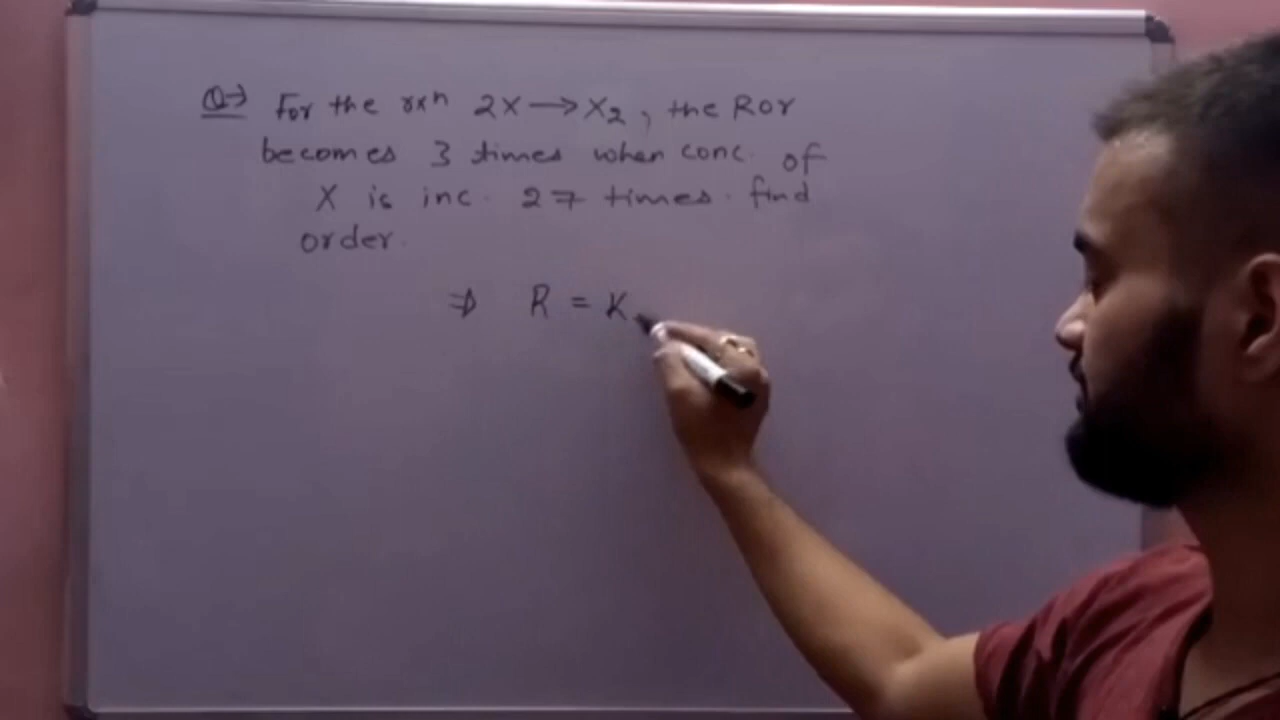 Q→ For the rxn 2X → X2, the ROR
becomes 3 times when conc. of
X is inc. 27 times. find
order.
⇒ R = K